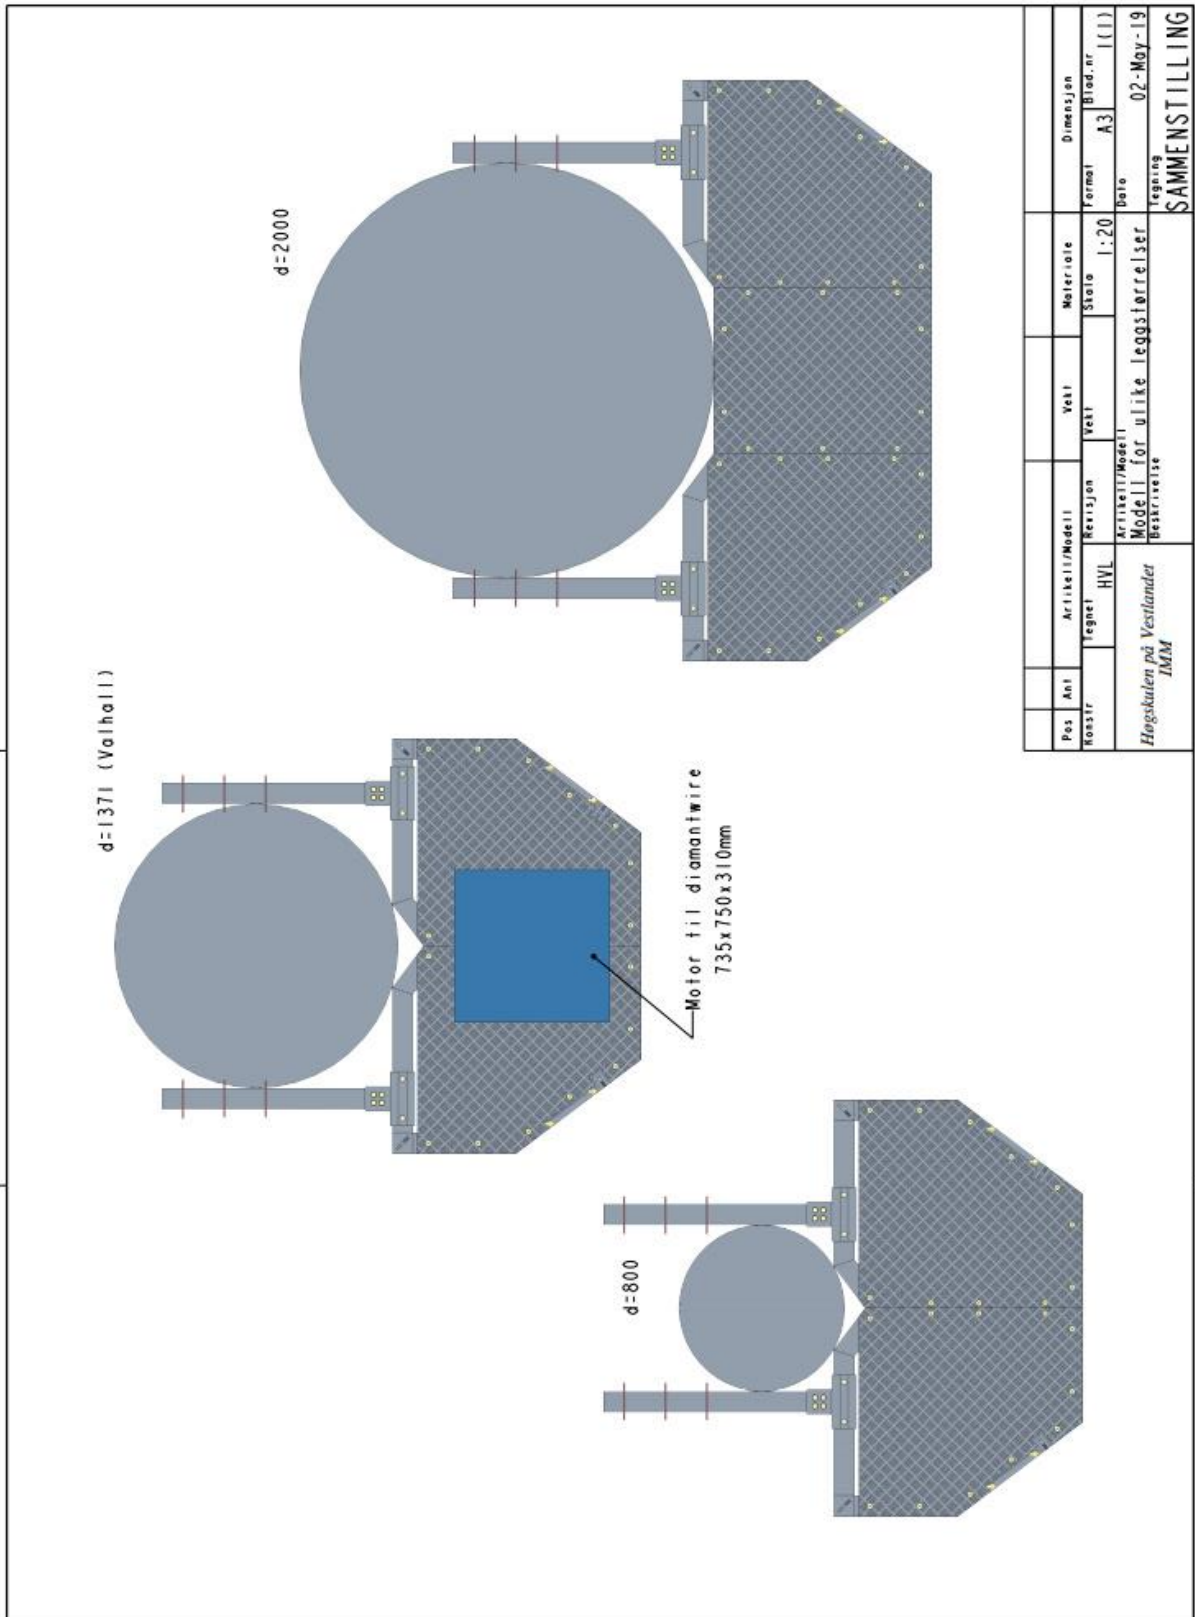 d=2000
d=1371 (Valhall)
Motor til diamantwire
735x750x310mm
d=800
Pos Ant Artikell/Modell Vekt Materiale Dimensjon
Konstr Tegnet HVL Revisjon Vekt Skala 1:20 Format A3 Blad.nr 1(1)
Høgskulen på Vestlandet
IMM
Artikell/Modell
Modell for ulike leggstørrelser
Dato
02-May-19
Beskrivelse
Tegning
SAMMENSTILLING